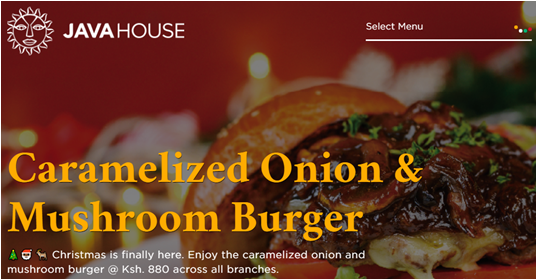 JAVA HOUSE
Select Menu
Caramelized Onion &
Mushroom Burger
🎄 🎅 🐂 Christmas is finally here. Enjoy the caramelized onion and
mushroom burger @ Ksh. 880 across all branches.